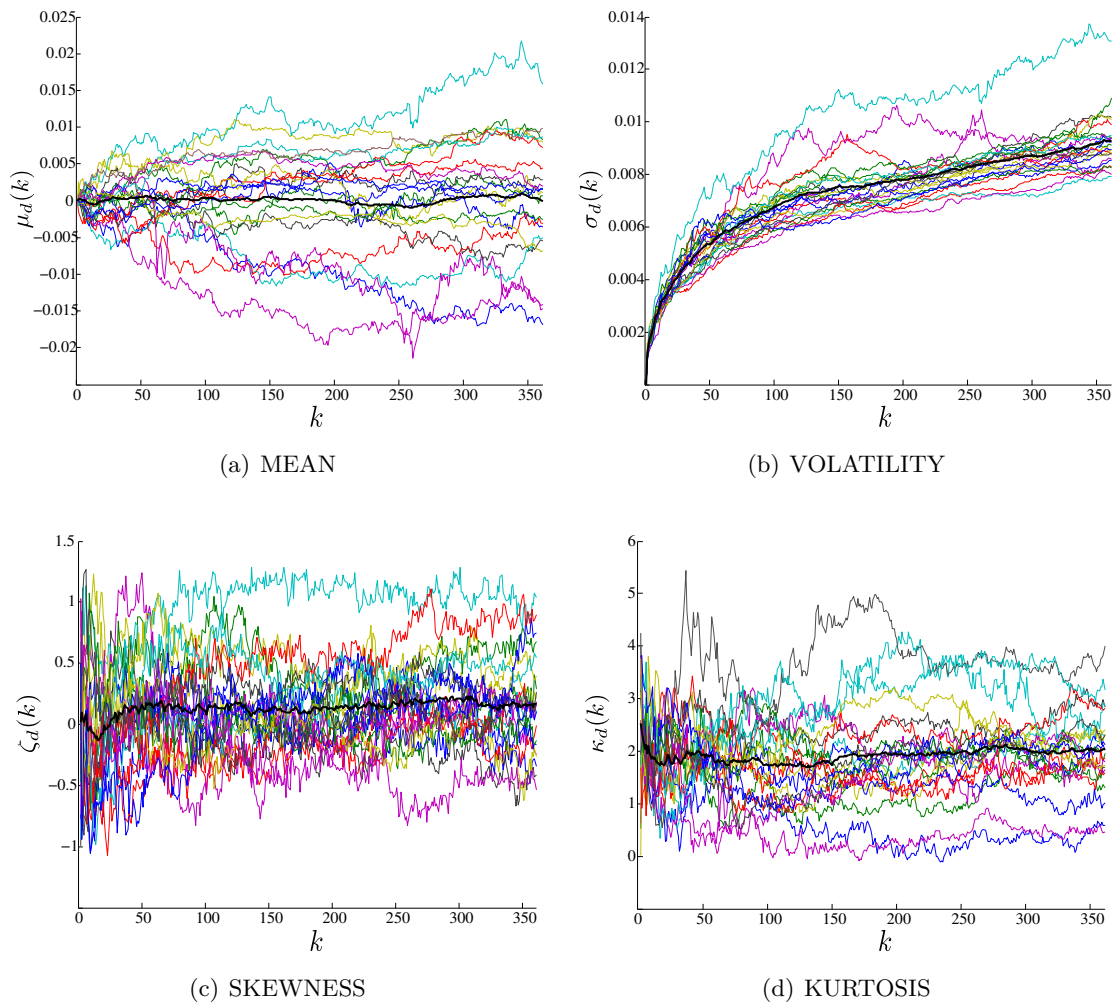 0.025
0.02
0.015
0.01
0.005
0
−0.005
−0.01
−0.015
−0.02
μ_d(k)
0 50 100 150 200 250 300 350
k
(a) MEAN
0.014
0.012
0.01
0.008
0.006
0.004
0.002
σ_d(k)
0 50 100 150 200 250 300 350
k
(b) VOLATILITY
1.5
1
0.5
0
−0.5
−1
ζ_d(k)
0 50 100 150 200 250 300 350
k
(c) SKEWNESS
6
5
4
3
2
1
0
κ_d(k)
0 50 100 150 200 250 300 350
k
(d) KURTOSIS